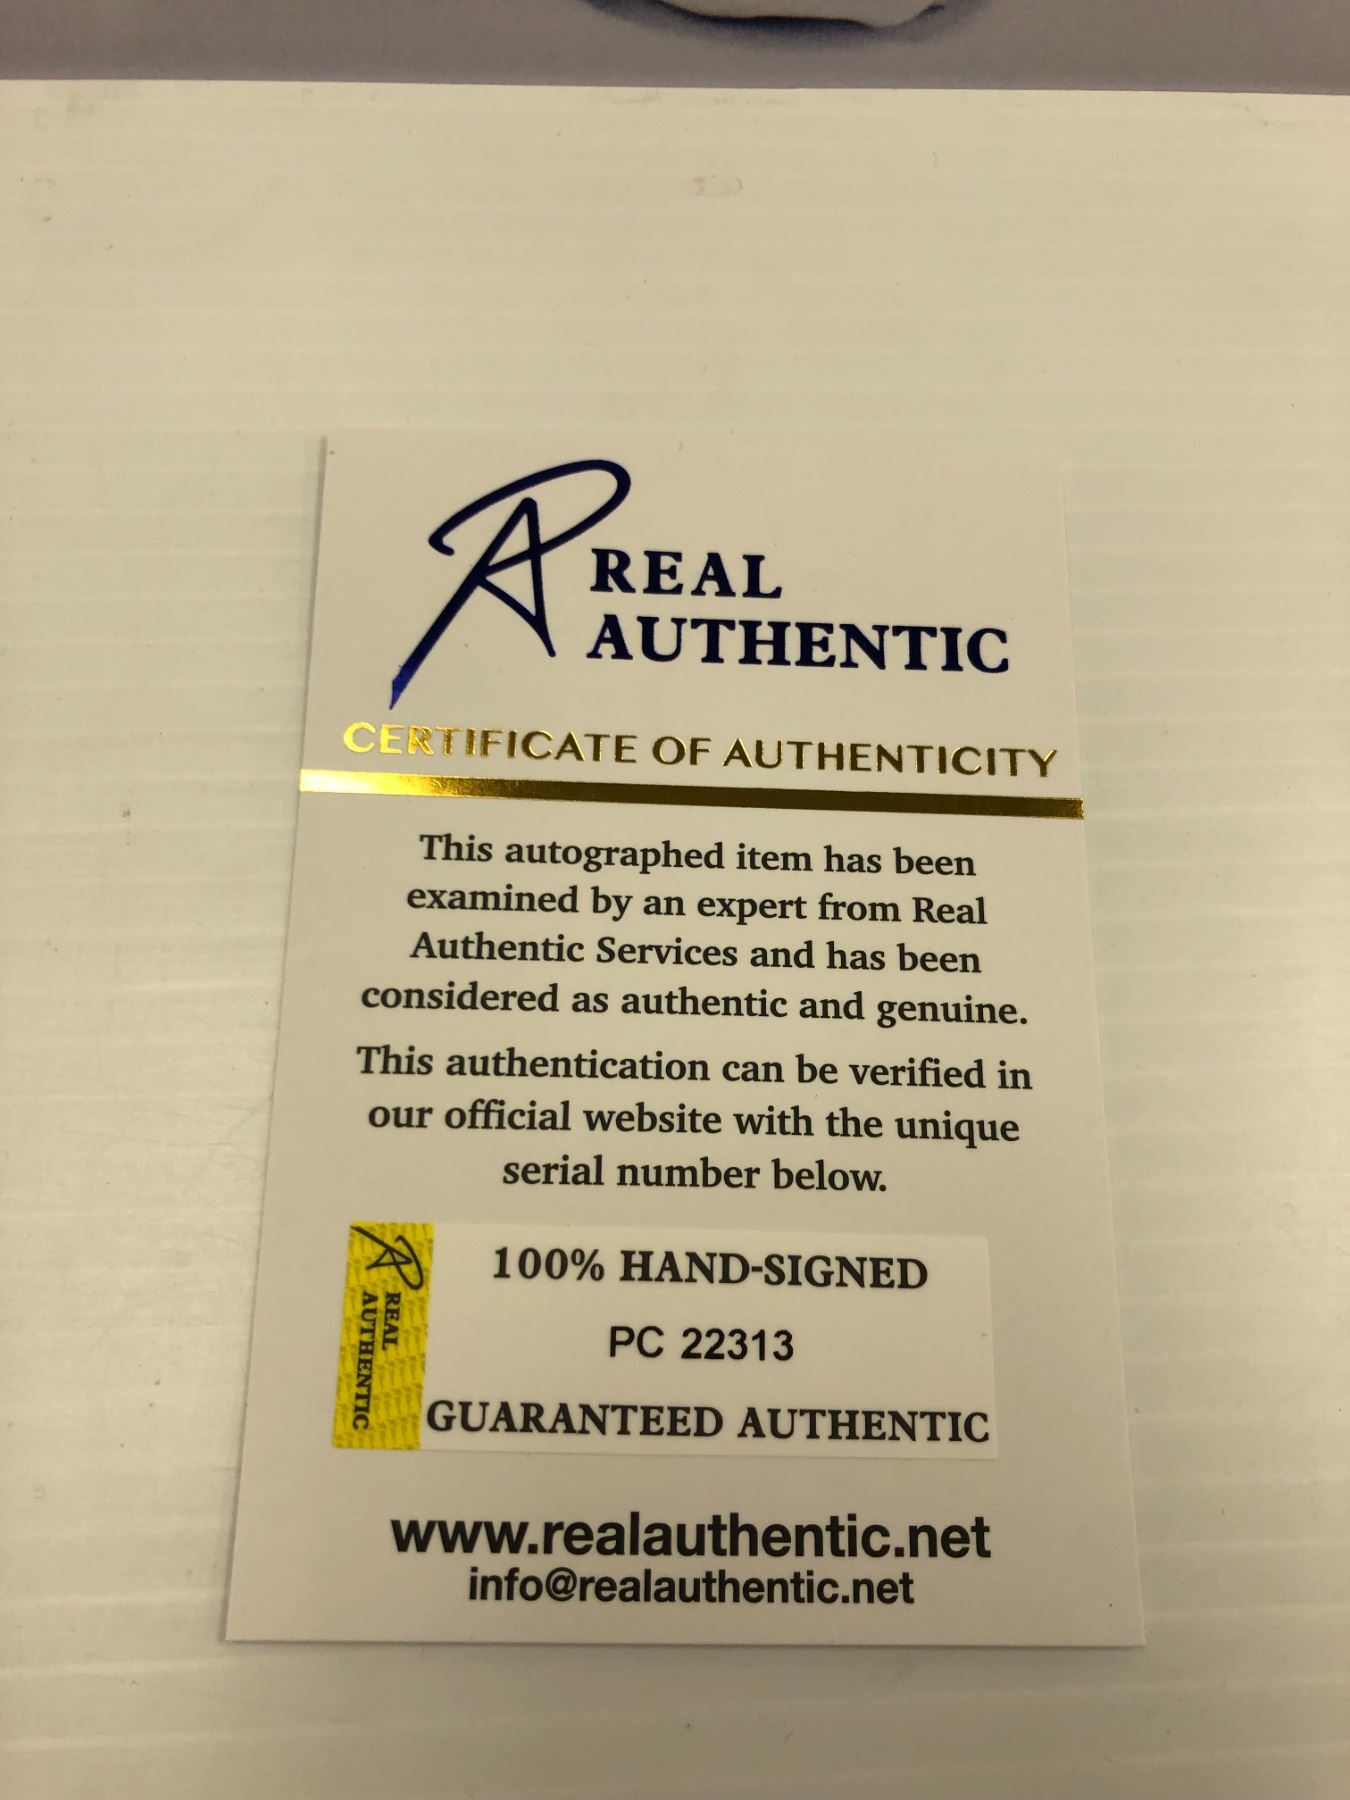 REAL
AUTHENTIC
CERTIFICATE OF AUTHENTICITY
This autographed item has been
examined by an expert from Real
Authentic Services and has been
considered as authentic and genuine.
This authentication can be verified in
our official website with the unique
serial number below.
REAL
AUTHENTIC
100% HAND-SIGNED
PC 22313
GUARANTEED AUTHENTIC
www.realauthentic.net
info@realauthentic.net